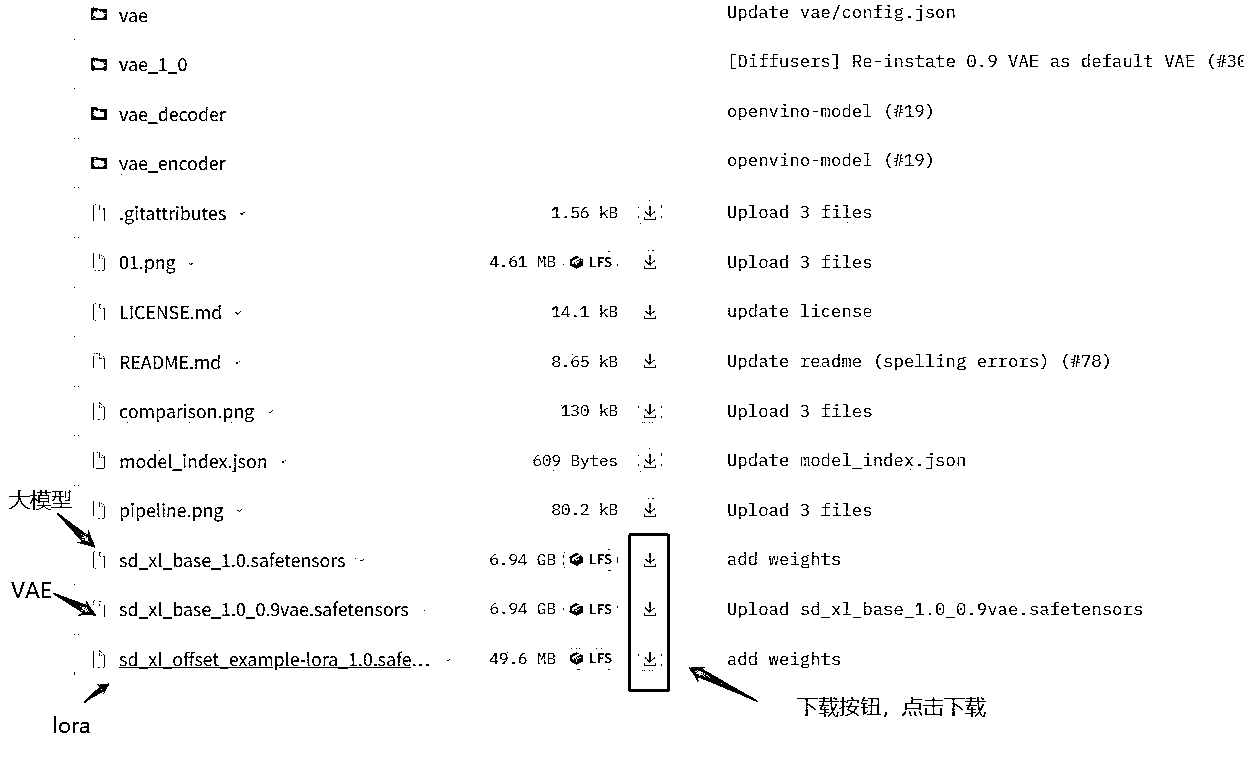 vae Update vae/config.json
vae_1_0 [Diffusers] Re-instate 0.9 VAE as default VAE (#30
vae_decoder openvino-model (#19)
vae_encoder openvino-model (#19)
.gitattributes 1.56 kB Upload 3 files
01.png 4.61 MB LFS Upload 3 files
LICENSE.md 14.1 kB update license
README.md 8.65 kB Update readme (spelling errors) (#78)
comparison.png 130 kB Upload 3 files
model_index.json 609 Bytes Update model_index.json
大模型
pipeline.png 80.2 kB Upload 3 files
sd_xl_base_1.0.safetensors 6.94 GB LFS add weights
VAE
sd_xl_base_1.0_0.9vae.safetensors 6.94 GB LFS Upload sd_xl_base_1.0_0.9vae.safetensors
sd_xl_offset_example-lora_1.0.safe... 49.6 MB LFS add weights
下载按钮，点击下载
lora